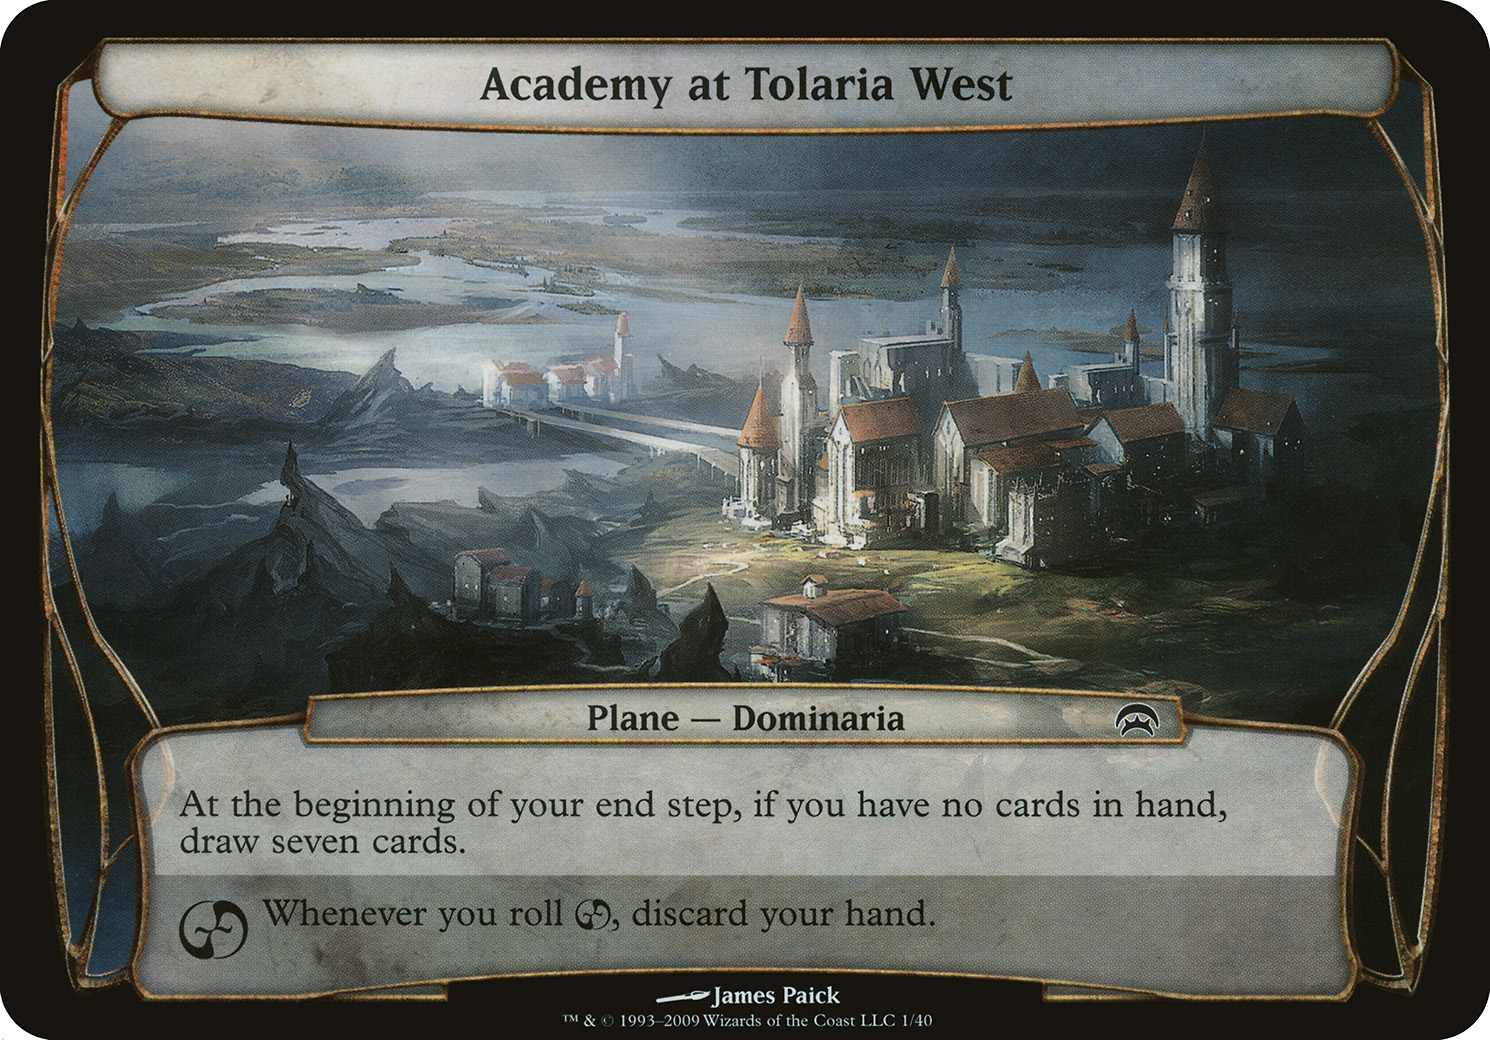 Academy at Tolaria West
Plane — Dominaria
At the beginning of your end step, if you have no cards in hand,
draw seven cards.
Whenever you roll , discard your hand.
James Paick
™ & © 1993–2009 Wizards of the Coast LLC 1/40